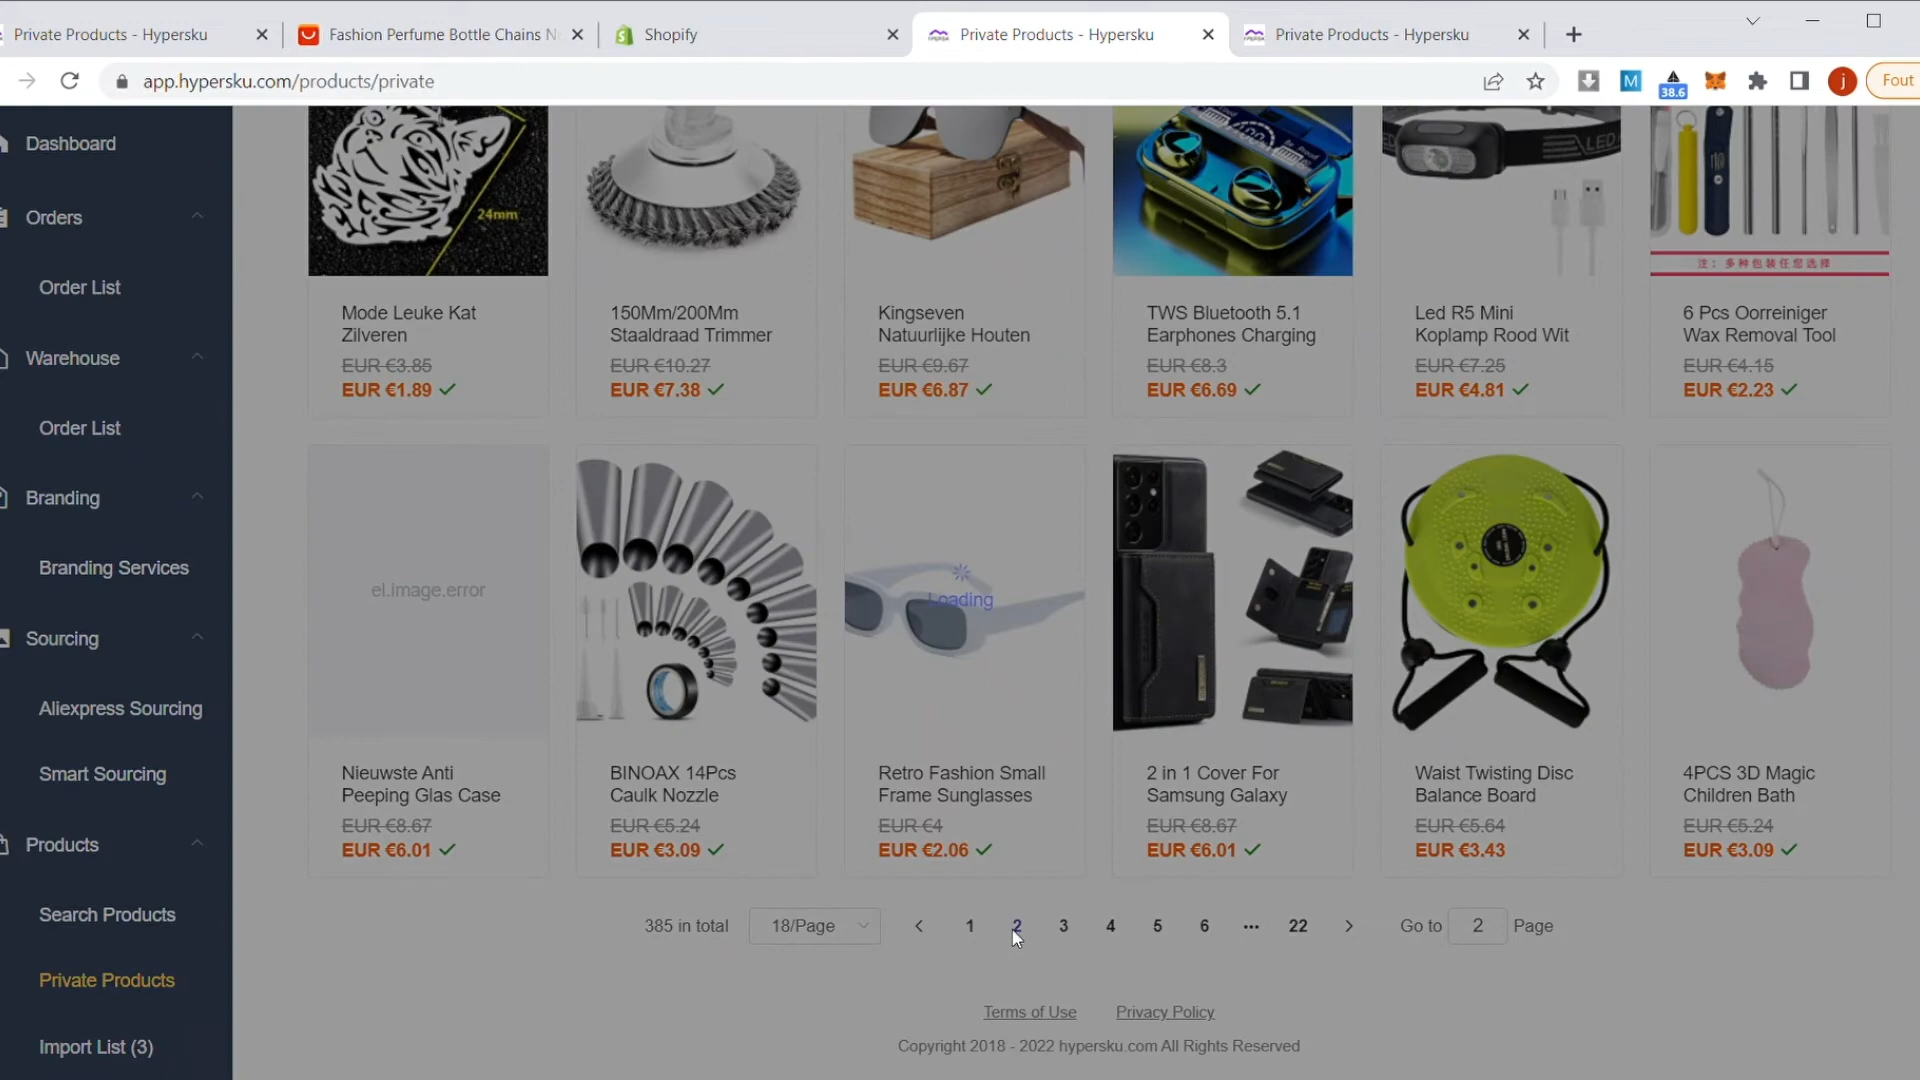 Private Products - Hypersku
Fashion Perfume Bottle Chains N
Shopify
Private Products - Hypersku
Private Products - Hypersku
app.hypersku.com/products/private
M
38.6
j
Fout
Dashboard
Orders
Order List
Warehouse
Order List
Branding
Branding Services
Sourcing
Aliexpress Sourcing
Smart Sourcing
Products
Search Products
Private Products
Import List (3)
24mm
LED
注：多种包装任您选择
Mode Leuke Kat
Zilveren
EUR €3.85
EUR €1.89
150Mm/200Mm
Staaldraad Trimmer
EUR €10.27
EUR €7.38
Kingseven
Natuurlijke Houten
EUR €9.67
EUR €6.87
TWS Bluetooth 5.1
Earphones Charging
EUR €8.3
EUR €6.69
Led R5 Mini
Koplamp Rood Wit
EUR €7.25
EUR €4.81
6 Pcs Oorreiniger
Wax Removal Tool
EUR €4.15
EUR €2.23
el.image.error
Loading
Nieuwste Anti
Peeping Glas Case
EUR €8.67
EUR €6.01
BINOAX 14Pcs
Caulk Nozzle
EUR €5.24
EUR €3.09
Retro Fashion Small
Frame Sunglasses
EUR €4
EUR €2.06
2 in 1 Cover For
Samsung Galaxy
EUR €8.67
EUR €6.01
Waist Twisting Disc
Balance Board
EUR €5.64
EUR €3.43
4PCS 3D Magic
Children Bath
EUR €5.24
EUR €3.09
385 in total 18/Page 1 2 3 4 5 6 ••• 22 Go to 2 Page
Terms of Use Privacy Policy
Copyright 2018 - 2022 hypersku.com All Rights Reserved